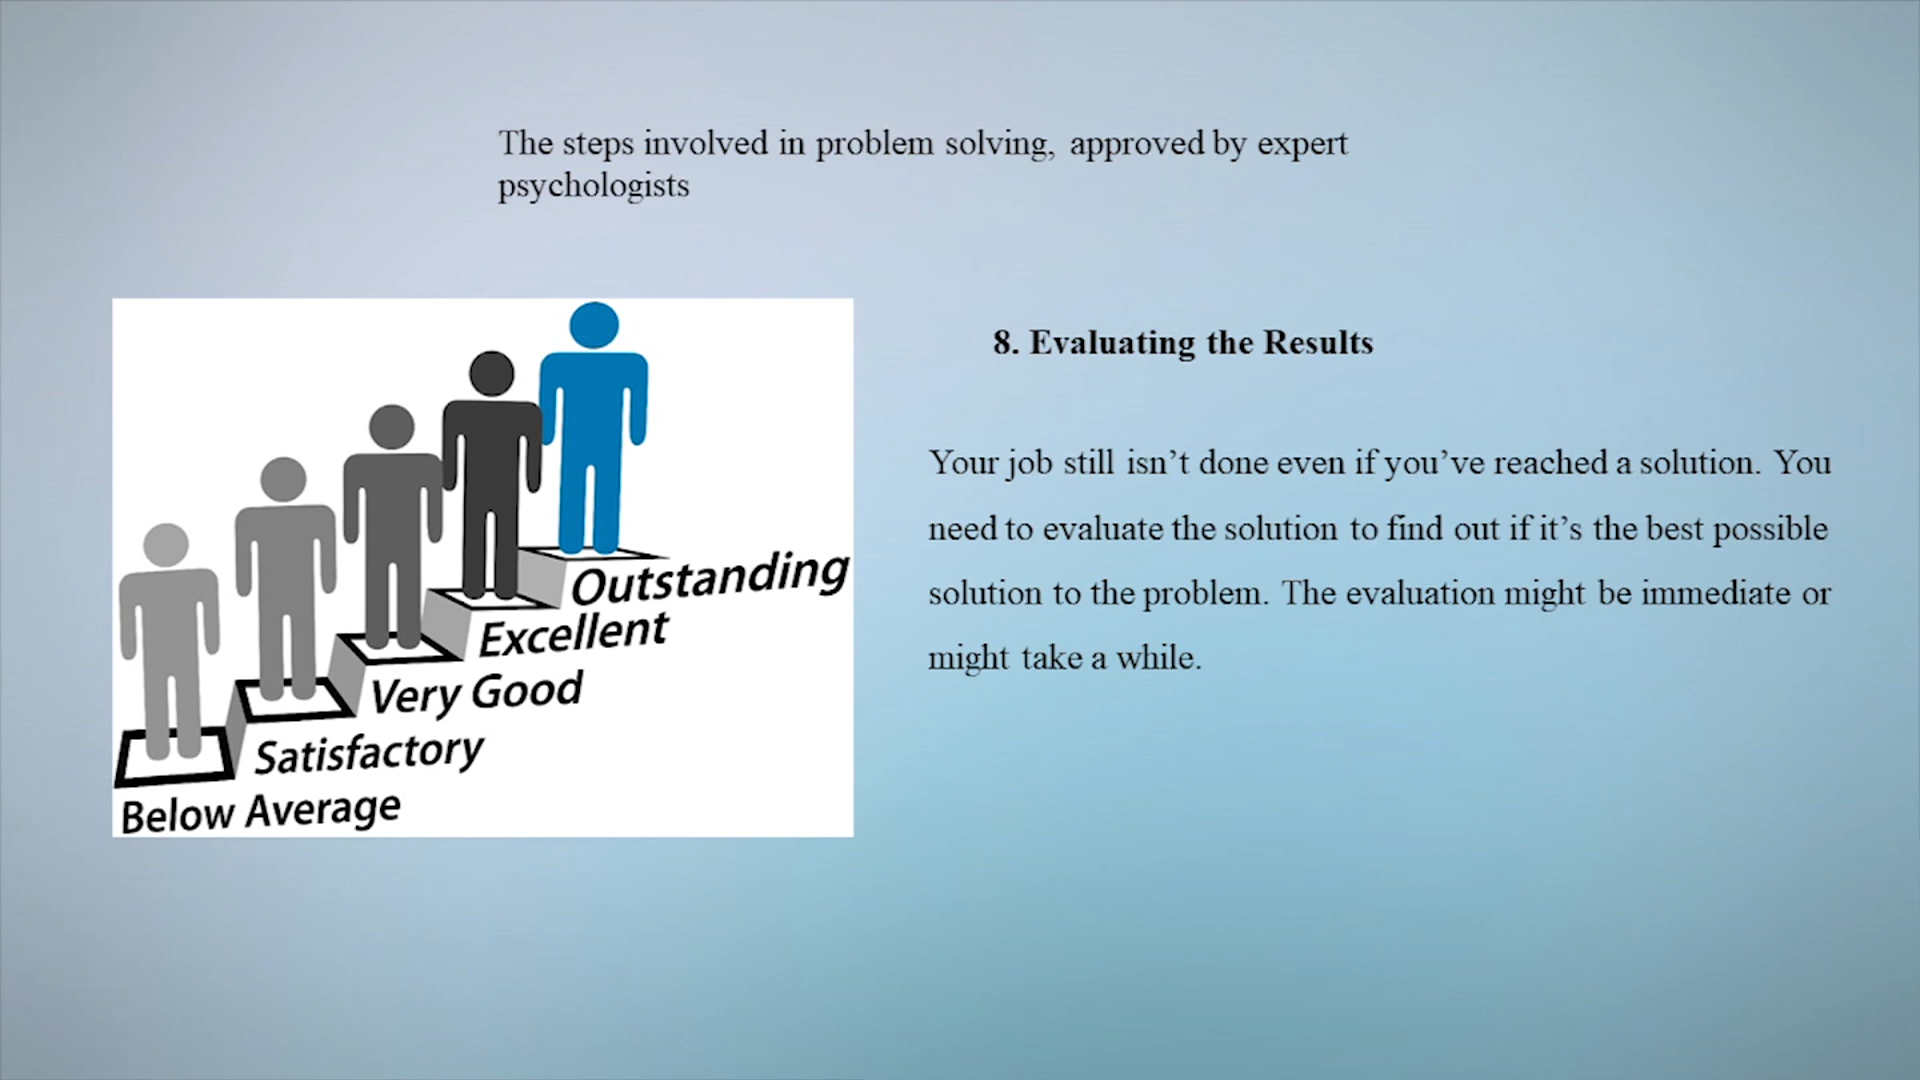 The steps involved in problem solving, approved by expert
psychologists
Outstanding
Excellent
Very Good
Satisfactory
Below Average
8. Evaluating the Results
Your job still isn’t done even if you’ve reached a solution. You
need to evaluate the solution to find out if it’s the best possible
solution to the problem. The evaluation might be immediate or
might take a while.